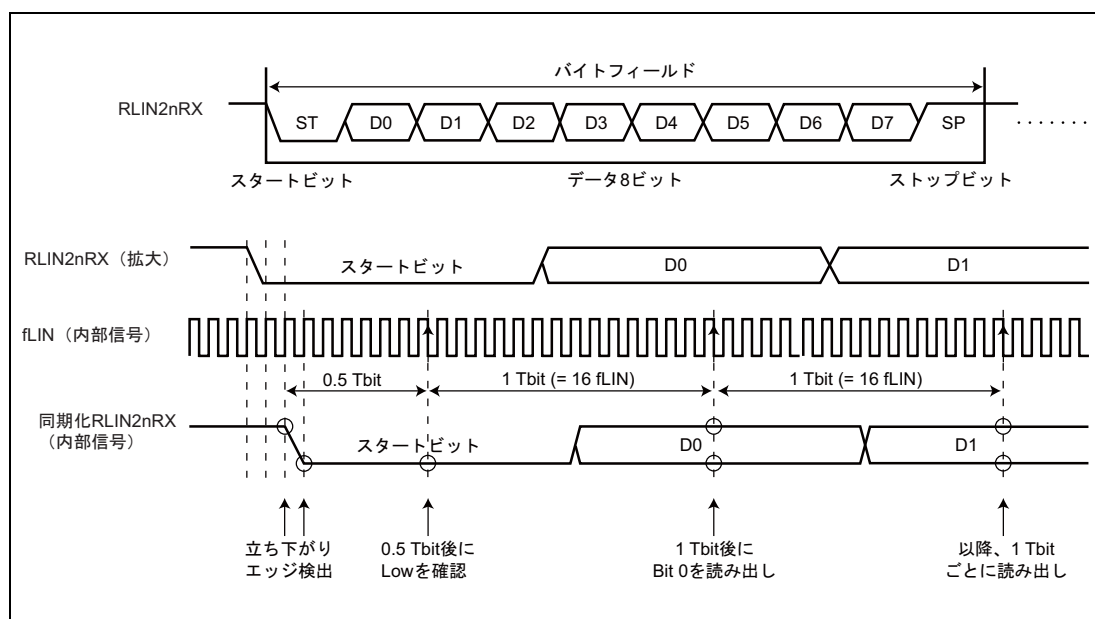 バイトフィールド
RLIN2nRX
ST D0 D1 D2 D3 D4 D5 D6 D7 SP ·······
スタートビット データ8ビット ストップビット
RLIN2nRX（拡大）
スタートビット D0 D1
fLIN（内部信号）
0.5 Tbit 1 Tbit (= 16 fLIN) 1 Tbit (= 16 fLIN)
同期化RLIN2nRX
（内部信号）
スタートビット D0 D1
立ち下がり
エッジ検出
0.5 Tbit後に
Lowを確認
1 Tbit後に
Bit 0を読み出し
以降、1 Tbit
ごとに読み出し